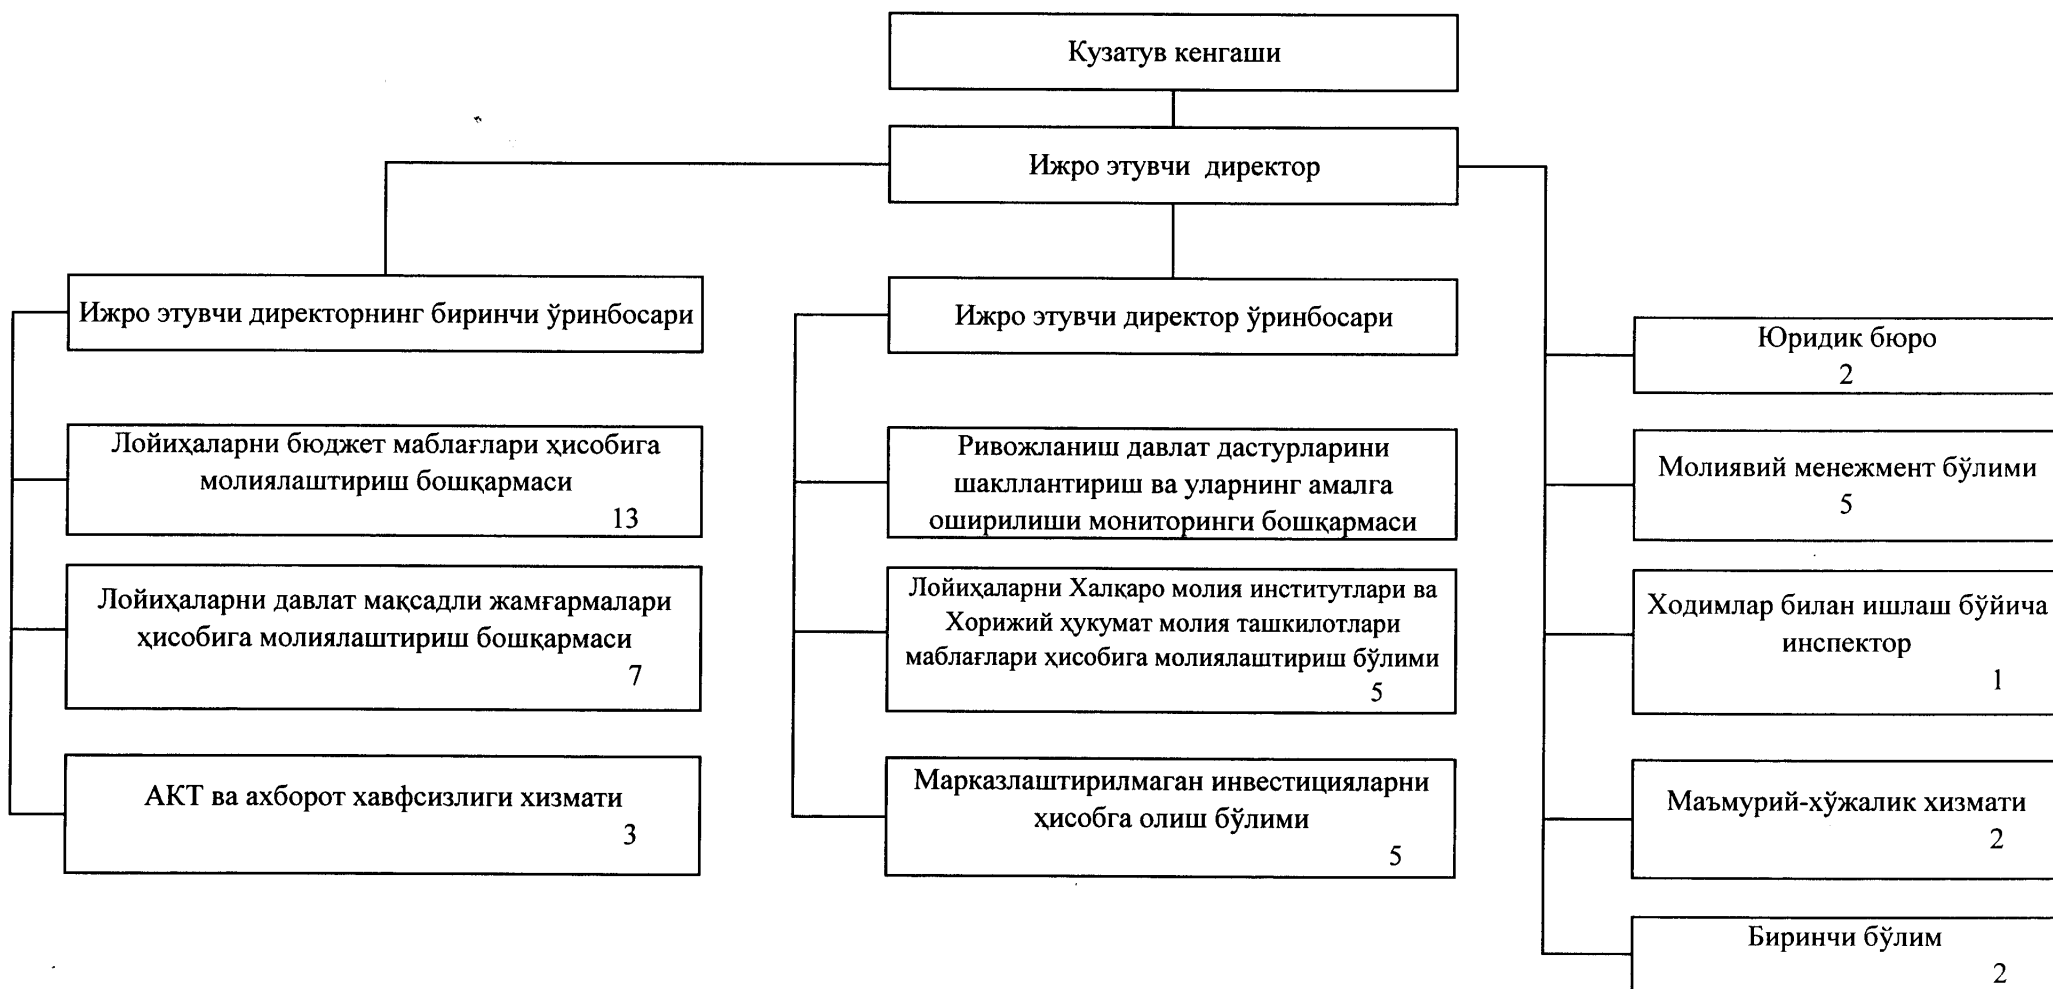 Кузатув кенгаши
Ижро этувчи директор
Ижро этувчи директорнинг биринчи ўринбосари
Лойиҳаларни бюджет маблағлари ҳисобига
молиялаштириш бошқармаси
13
Лойиҳаларни давлат мақсадли жамғармалари
ҳисобига молиялаштириш бошқармаси
7
АКТ ва ахборот хавфсизлиги хизмати
3
Ижро этувчи директор ўринбосари
Ривожланиш давлат дастурларини
шакллантириш ва уларнинг амалга
оширилиши мониторинги бошқармаси
Лойиҳаларни Халқаро молия институтлари ва
Хорижий ҳукумат молия ташкилотлари
маблағлари ҳисобига молиялаштириш бўлими
5
Марказлаштирилмаган инвестицияларни
ҳисобга олиш бўлими
5
Юридик бюро
2
Молиявий менежмент бўлими
5
Ходимлар билан ишлаш бўйича
инспектор
1
Маъмурий-хўжалик хизмати
2
Биринчи бўлим
2